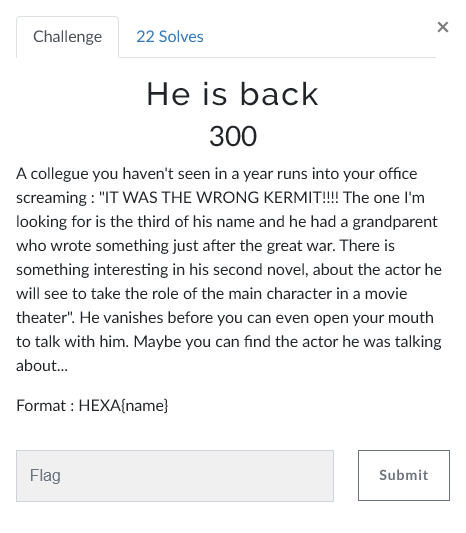 Challenge
22 Solves
×
He is back
300
A collegue you haven't seen in a year runs into your office
screaming : "IT WAS THE WRONG KERMIT!!!! The one I'm
looking for is the third of his name and he had a grandparent
who wrote something just after the great war. There is
something interesting in his second novel, about the actor he
will see to take the role of the main character in a movie
theater". He vanishes before you can even open your mouth
to talk with him. Maybe you can find the actor he was talking
about...
Format : HEXA{name}
Flag
Submit